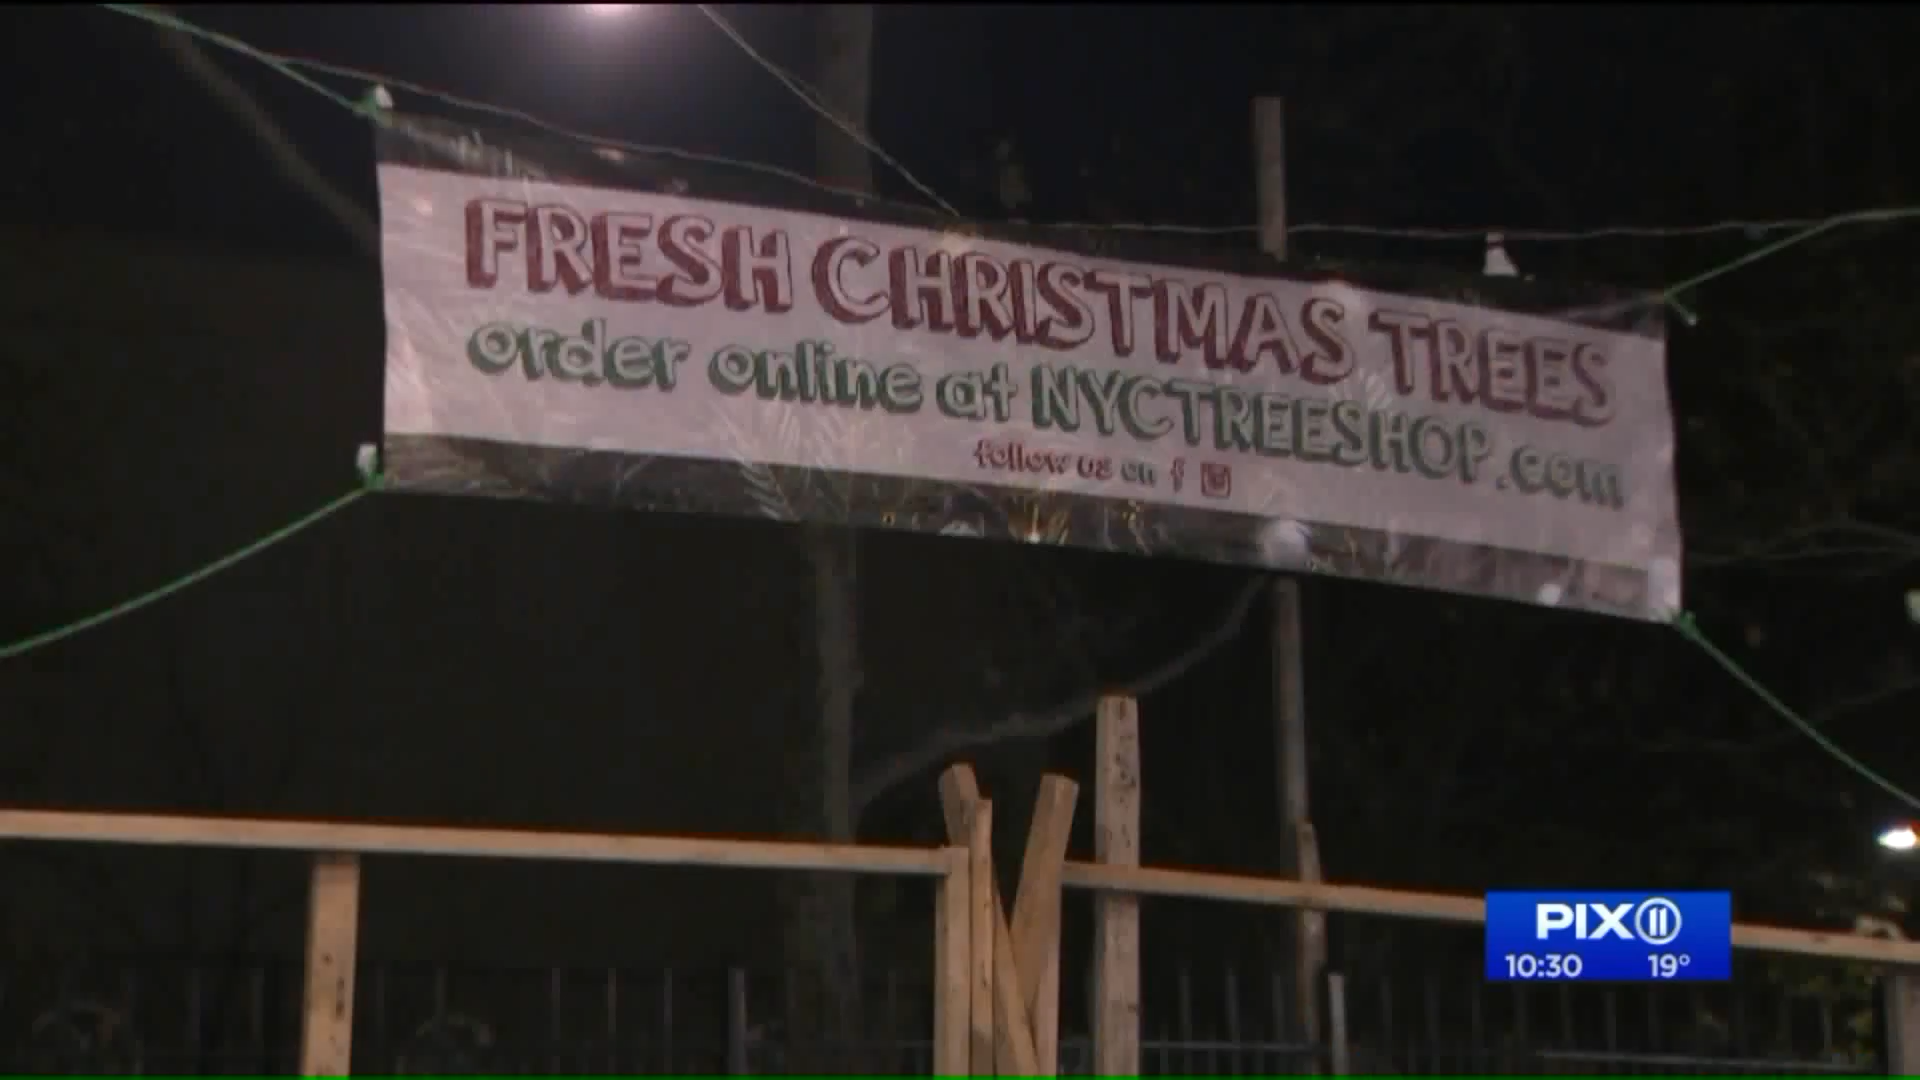 FRESH CHRISTMAS TREES
order online at NYCTREESHOP.com
follow us on f
PIX11
10:30 19°